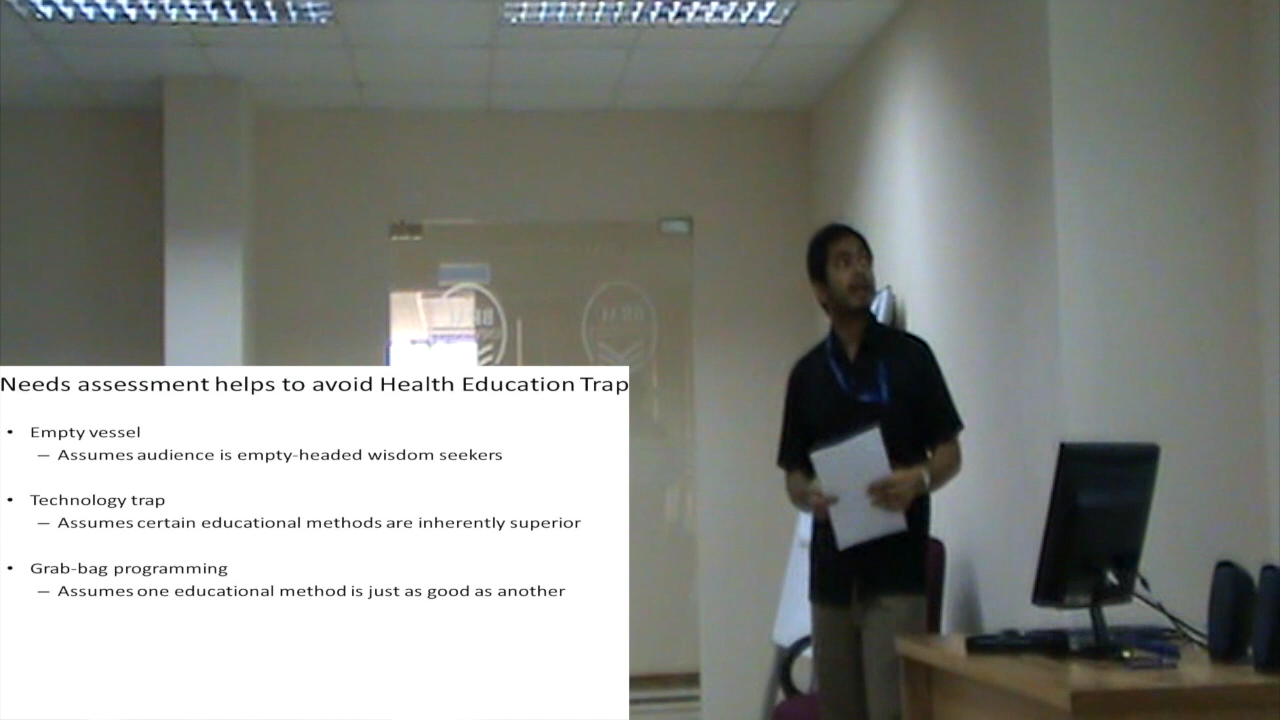 Needs assessment helps to avoid Health Education Trap
• Empty vessel
– Assumes audience is empty-headed wisdom seekers
• Technology trap
– Assumes certain educational methods are inherently superior
• Grab-bag programming
– Assumes one educational method is just as good as another